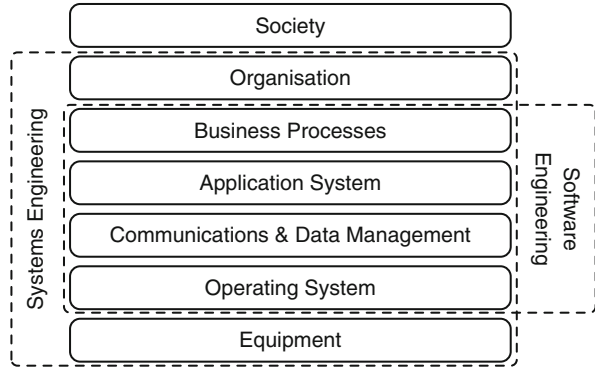 Society
Organisation
Business Processes
Application System
Communications & Data Management
Operating System
Equipment
Systems Engineering
Software
Engineering